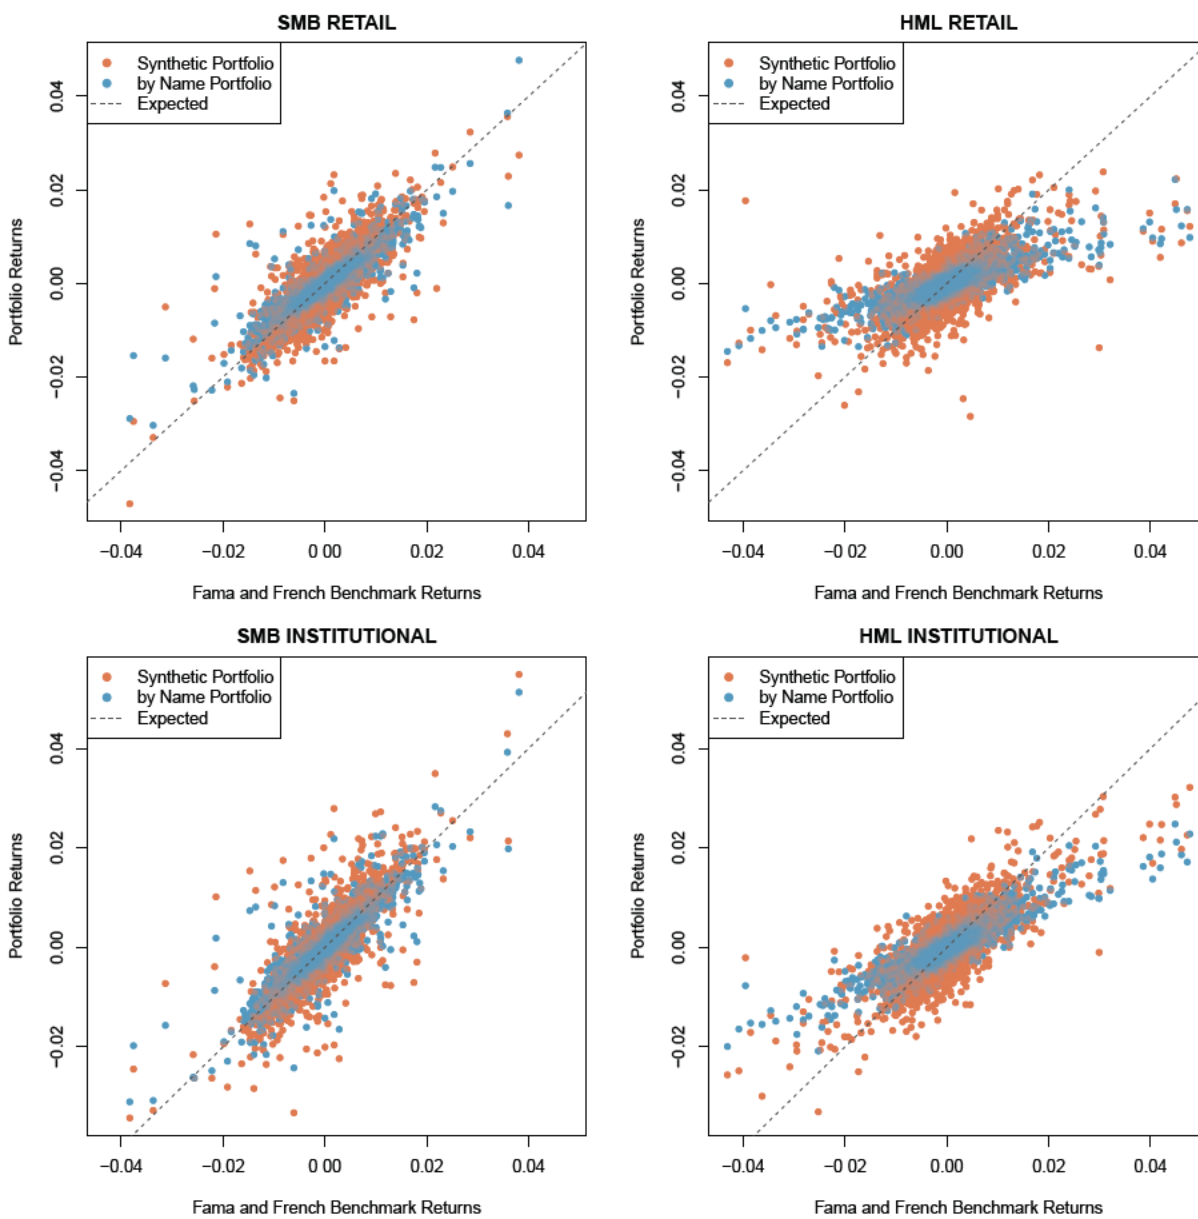 SMB RETAIL
Synthetic Portfolio
by Name Portfolio
Expected
0.04
0.02
0.00
−0.02
−0.04
Portfolio Returns
−0.04 −0.02 0.00 0.02 0.04
Fama and French Benchmark Returns
HML RETAIL
Synthetic Portfolio
by Name Portfolio
Expected
0.04
0.02
0.00
−0.02
−0.04
Portfolio Returns
−0.04 −0.02 0.00 0.02 0.04
Fama and French Benchmark Returns
SMB INSTITUTIONAL
Synthetic Portfolio
by Name Portfolio
Expected
0.04
0.02
0.00
−0.02
Portfolio Returns
−0.04 −0.02 0.00 0.02 0.04
Fama and French Benchmark Returns
HML INSTITUTIONAL
Synthetic Portfolio
by Name Portfolio
Expected
0.04
0.02
0.00
−0.02
Portfolio Returns
−0.04 −0.02 0.00 0.02 0.04
Fama and French Benchmark Returns